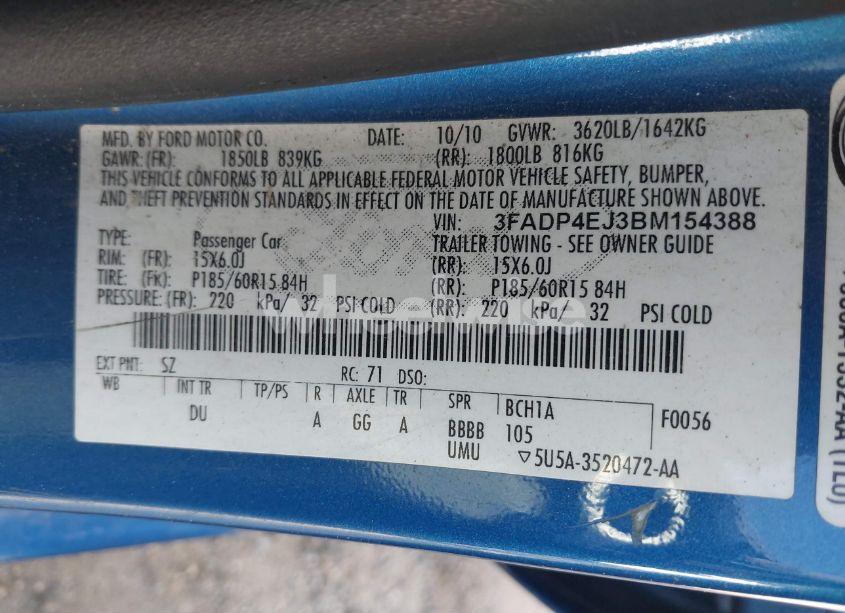 MFD. BY FORD MOTOR CO. DATE: 10/10 GVWR: 3620LB/1642KG
GAWR: (FR): 1850LB 839KG (RR): 1800LB 816KG
THIS VEHICLE CONFORMS TO ALL APPLICABLE FEDERAL MOTOR VEHICLE SAFETY, BUMPER,
AND THEFT PREVENTION STANDARDS IN EFFECT ON THE DATE OF MANUFACTURE SHOWN ABOVE.
VIN: 3FADP4EJ3BM154388
TYPE: Passenger Car TRAILER TOWING - SEE OWNER GUIDE
RIM: (FR): 15X6.0J (RR): 15X6.0J
TIRE: (FR): P185/60R15 84H (RR): P185/60R15 84H
PRESSURE: (FR): 220 kPa/ 32 PSI COLD (RR): 220 kPa/ 32 PSI COLD
wheelwise
EXT PNT: SZ RC: 71 DSO:
WB INT TR TP/PS R AXLE TR SPR BCH1A F0056
DU A GG A BBBB 105
UMU ▽5U5A-3520472-AA